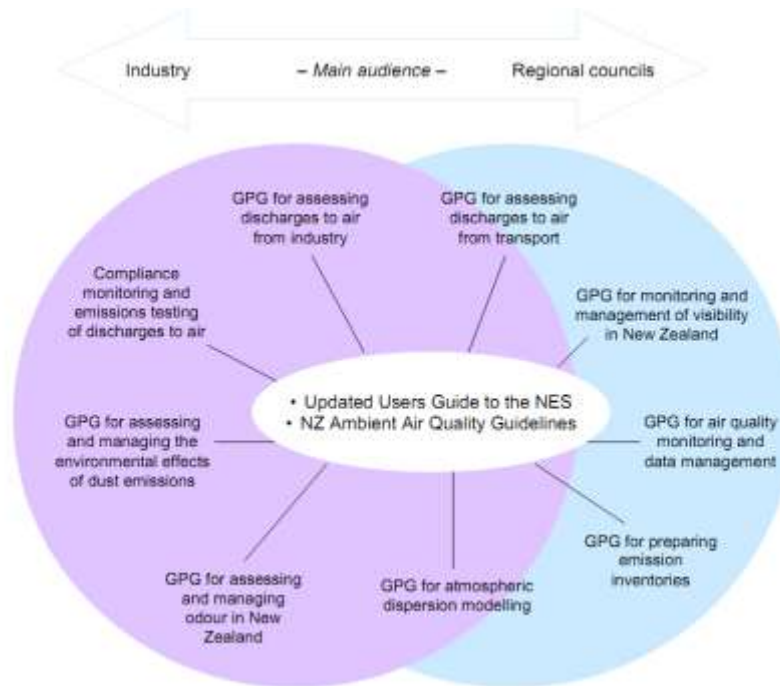 Industry – Main audience – Regional councils
GPG for assessing
discharges to air
from industry
GPG for assessing
discharges to air
from transport
Compliance
monitoring and
emissions testing
of discharges to air
GPG for monitoring and
management of visibility
in New Zealand
• Updated Users Guide to the NES
• NZ Ambient Air Quality Guidelines
GPG for assessing
and managing the
environmental effects
of dust emissions
GPG for air quality
monitoring and
data management
GPG for assessing
and managing
odour in New
Zealand
GPG for atmospheric
dispersion modelling
GPG for preparing
emission
inventories